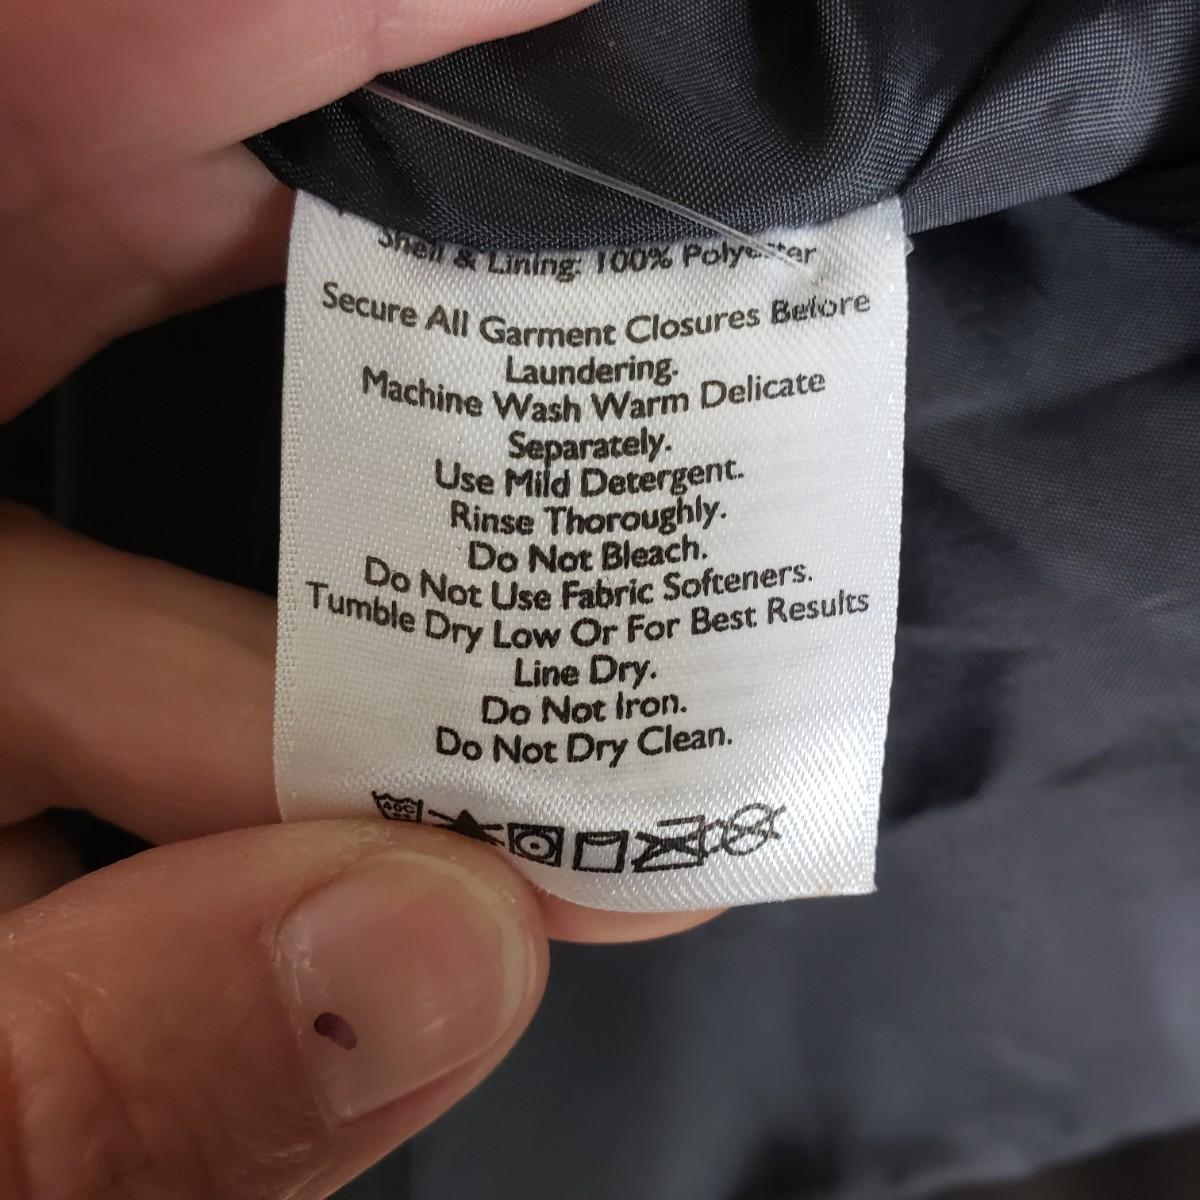 Shell & Lining: 100% Polyester
Secure All Garment Closures Before
Laundering.
Machine Wash Warm Delicate
Separately.
Use Mild Detergent.
Rinse Thoroughly.
Do Not Bleach.
Do Not Use Fabric Softeners.
Tumble Dry Low Or For Best Results
Line Dry.
Do Not Iron.
Do Not Dry Clean.
40C